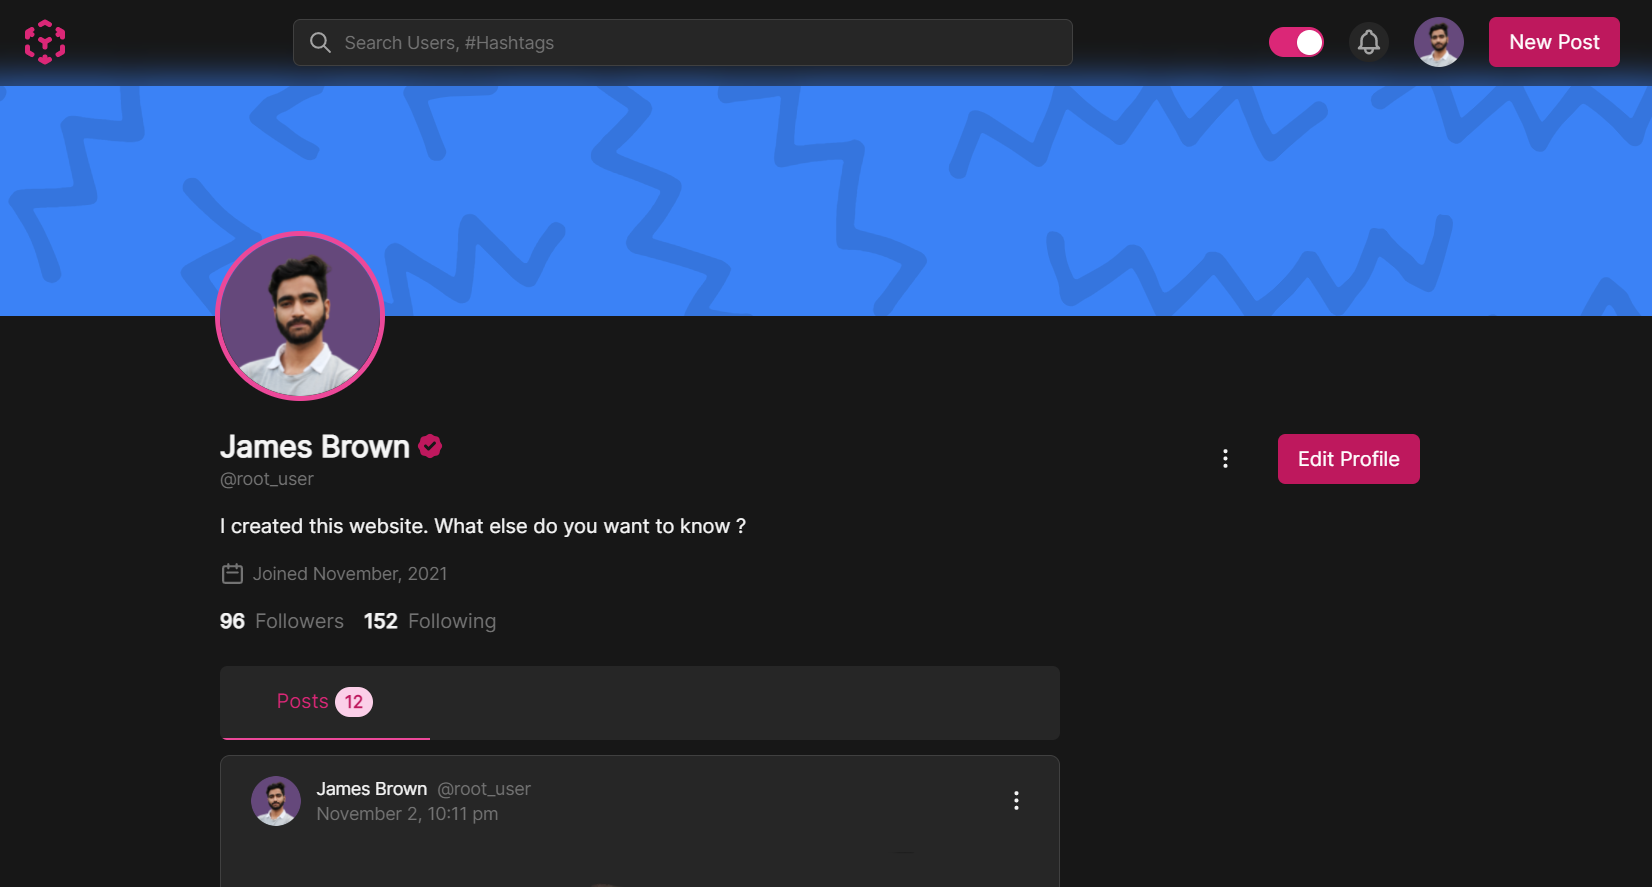 Search Users, #Hashtags
New Post
James Brown
@root_user
Edit Profile
I created this website. What else do you want to know ?
Joined November, 2021
96 Followers 152 Following
Posts 12
James Brown @root_user
November 2, 10:11 pm